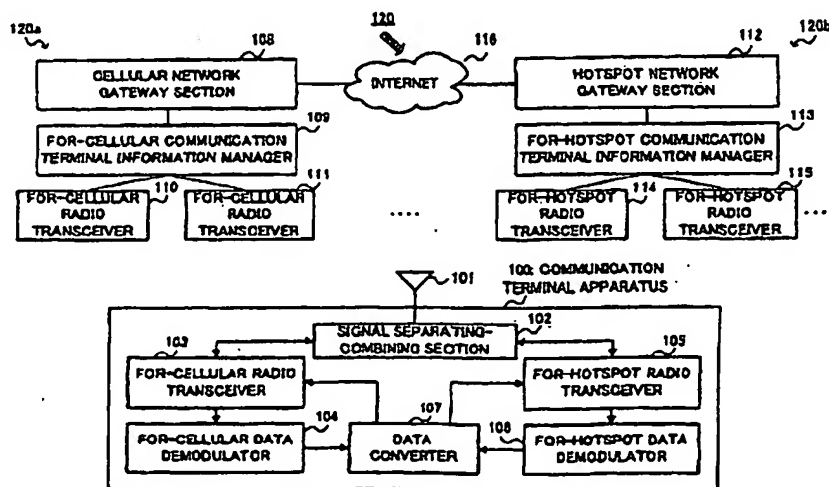 120a
108
120
116
112
120b
CELLULAR NETWORK
GATEWAY SECTION
INTERNET
HOTSPOT NETWORK
GATEWAY SECTION
109
113
FOR-CELLULAR COMMUNICATION
TERMINAL INFORMATION MANAGER
FOR-HOTSPOT COMMUNICATION
TERMINAL INFORMATION MANAGER
110
111
114
115
FOR-CELLULAR
RADIO
TRANSCEIVER
FOR-CELLULAR
RADIO
TRANSCEIVER
....
FOR-HOTSPOT
RADIO
TRANSCEIVER
FOR-HOTSPOT
RADIO
TRANSCEIVER
...
101
100: COMMUNICATION
TERMINAL APPARATUS
102
SIGNAL SEPARATING-
COMBINING SECTION
103
105
FOR-CELLULAR RADIO
TRANSCEIVER
FOR-HOTSPOT RADIO
TRANSCEIVER
104
107
106
FOR-CELLULAR DATA
DEMODULATOR
DATA
CONVERTER
FOR-HOTSPOT DATA
DEMODULATOR